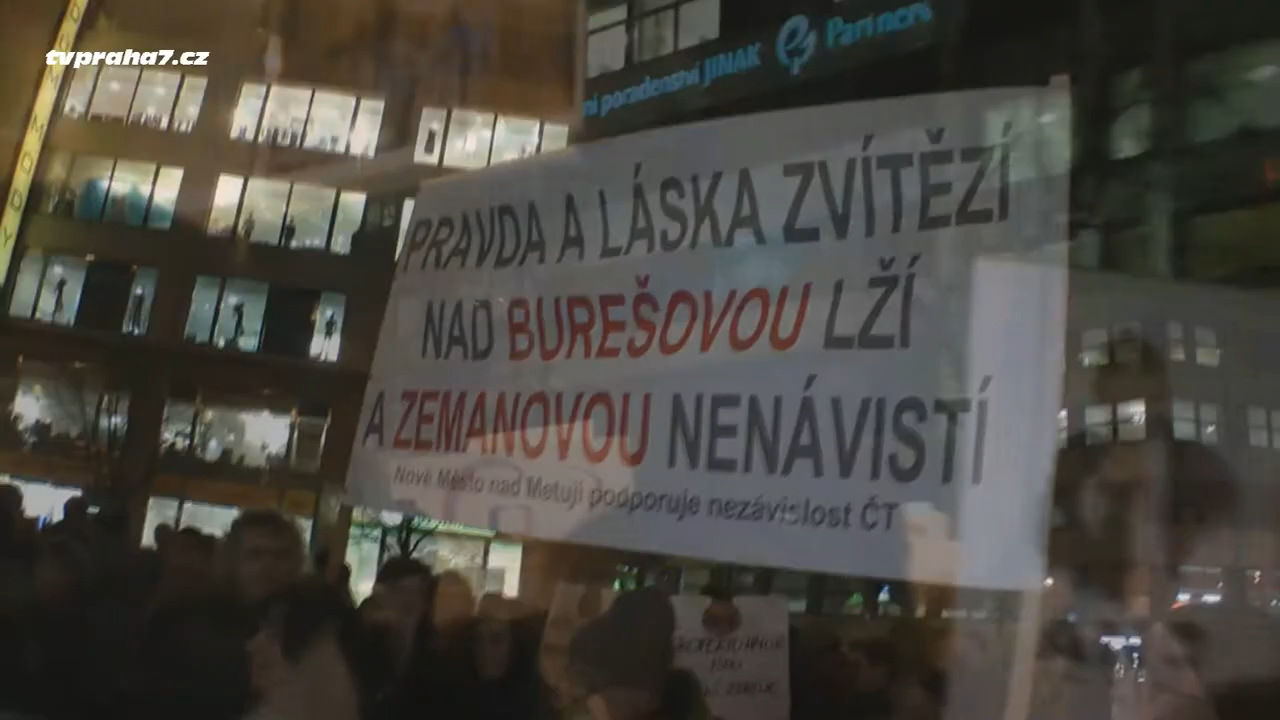 tvpraha7.cz
ní poradenství JINAK Partners
PRAVDA A LÁSKA ZVÍTĚZÍ
NAD BUREŠOVOU LŽÍ
A ZEMANOVOU NENÁVISTÍ
Nové Město nad Metují podporuje nezávislost ČT